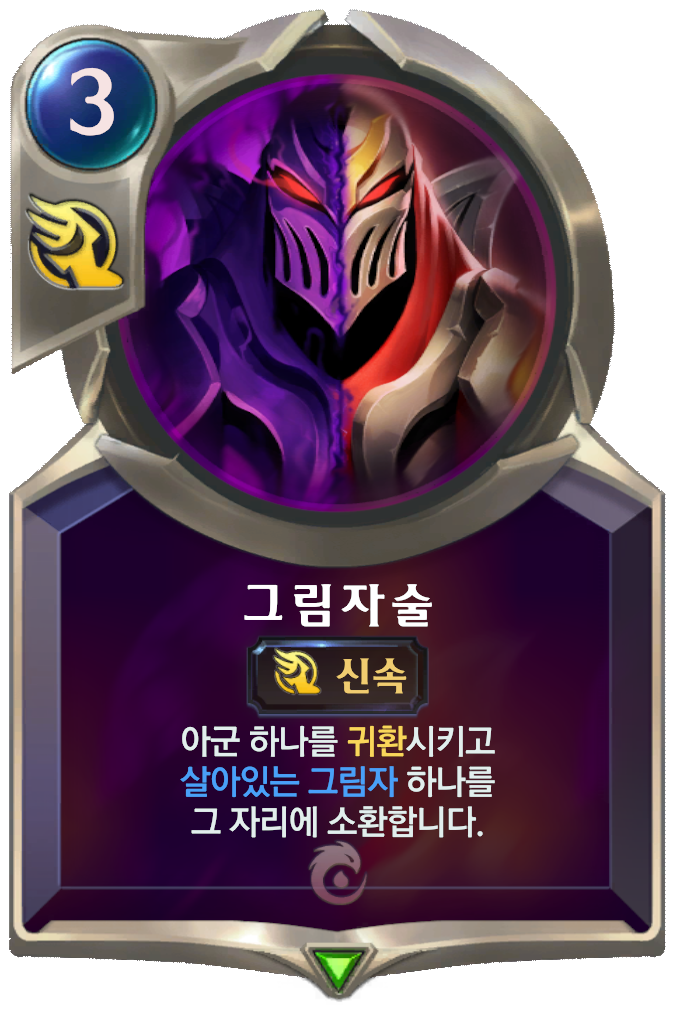 3
그림자술
신속
아군 하나를 귀환시키고
살아있는 그림자 하나를
그 자리에 소환합니다.